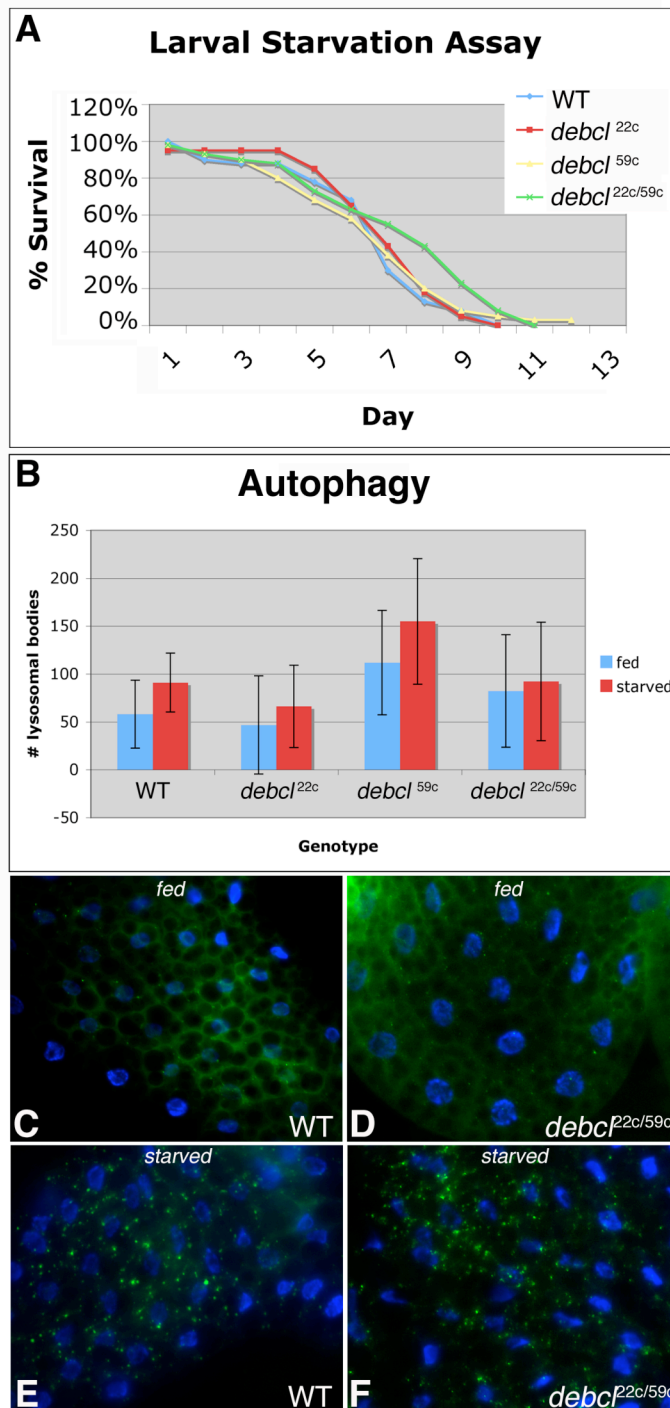 A
Larval Starvation Assay
WT
debcl 22c
debcl 59c
debcl 22c/59c
% Survival
120%
100%
80%
60%
40%
20%
0%
1
3
5
7
9
11
13
Day
B
Autophagy
# lysosomal bodies
250
200
150
100
50
0
-50
fed
starved
WT
debcl 22c
debcl 59c
debcl 22c/59c
Genotype
fed
C
WT
fed
D
debcl 22c/59c
starved
E
WT
starved
F
debcl 22c/59c